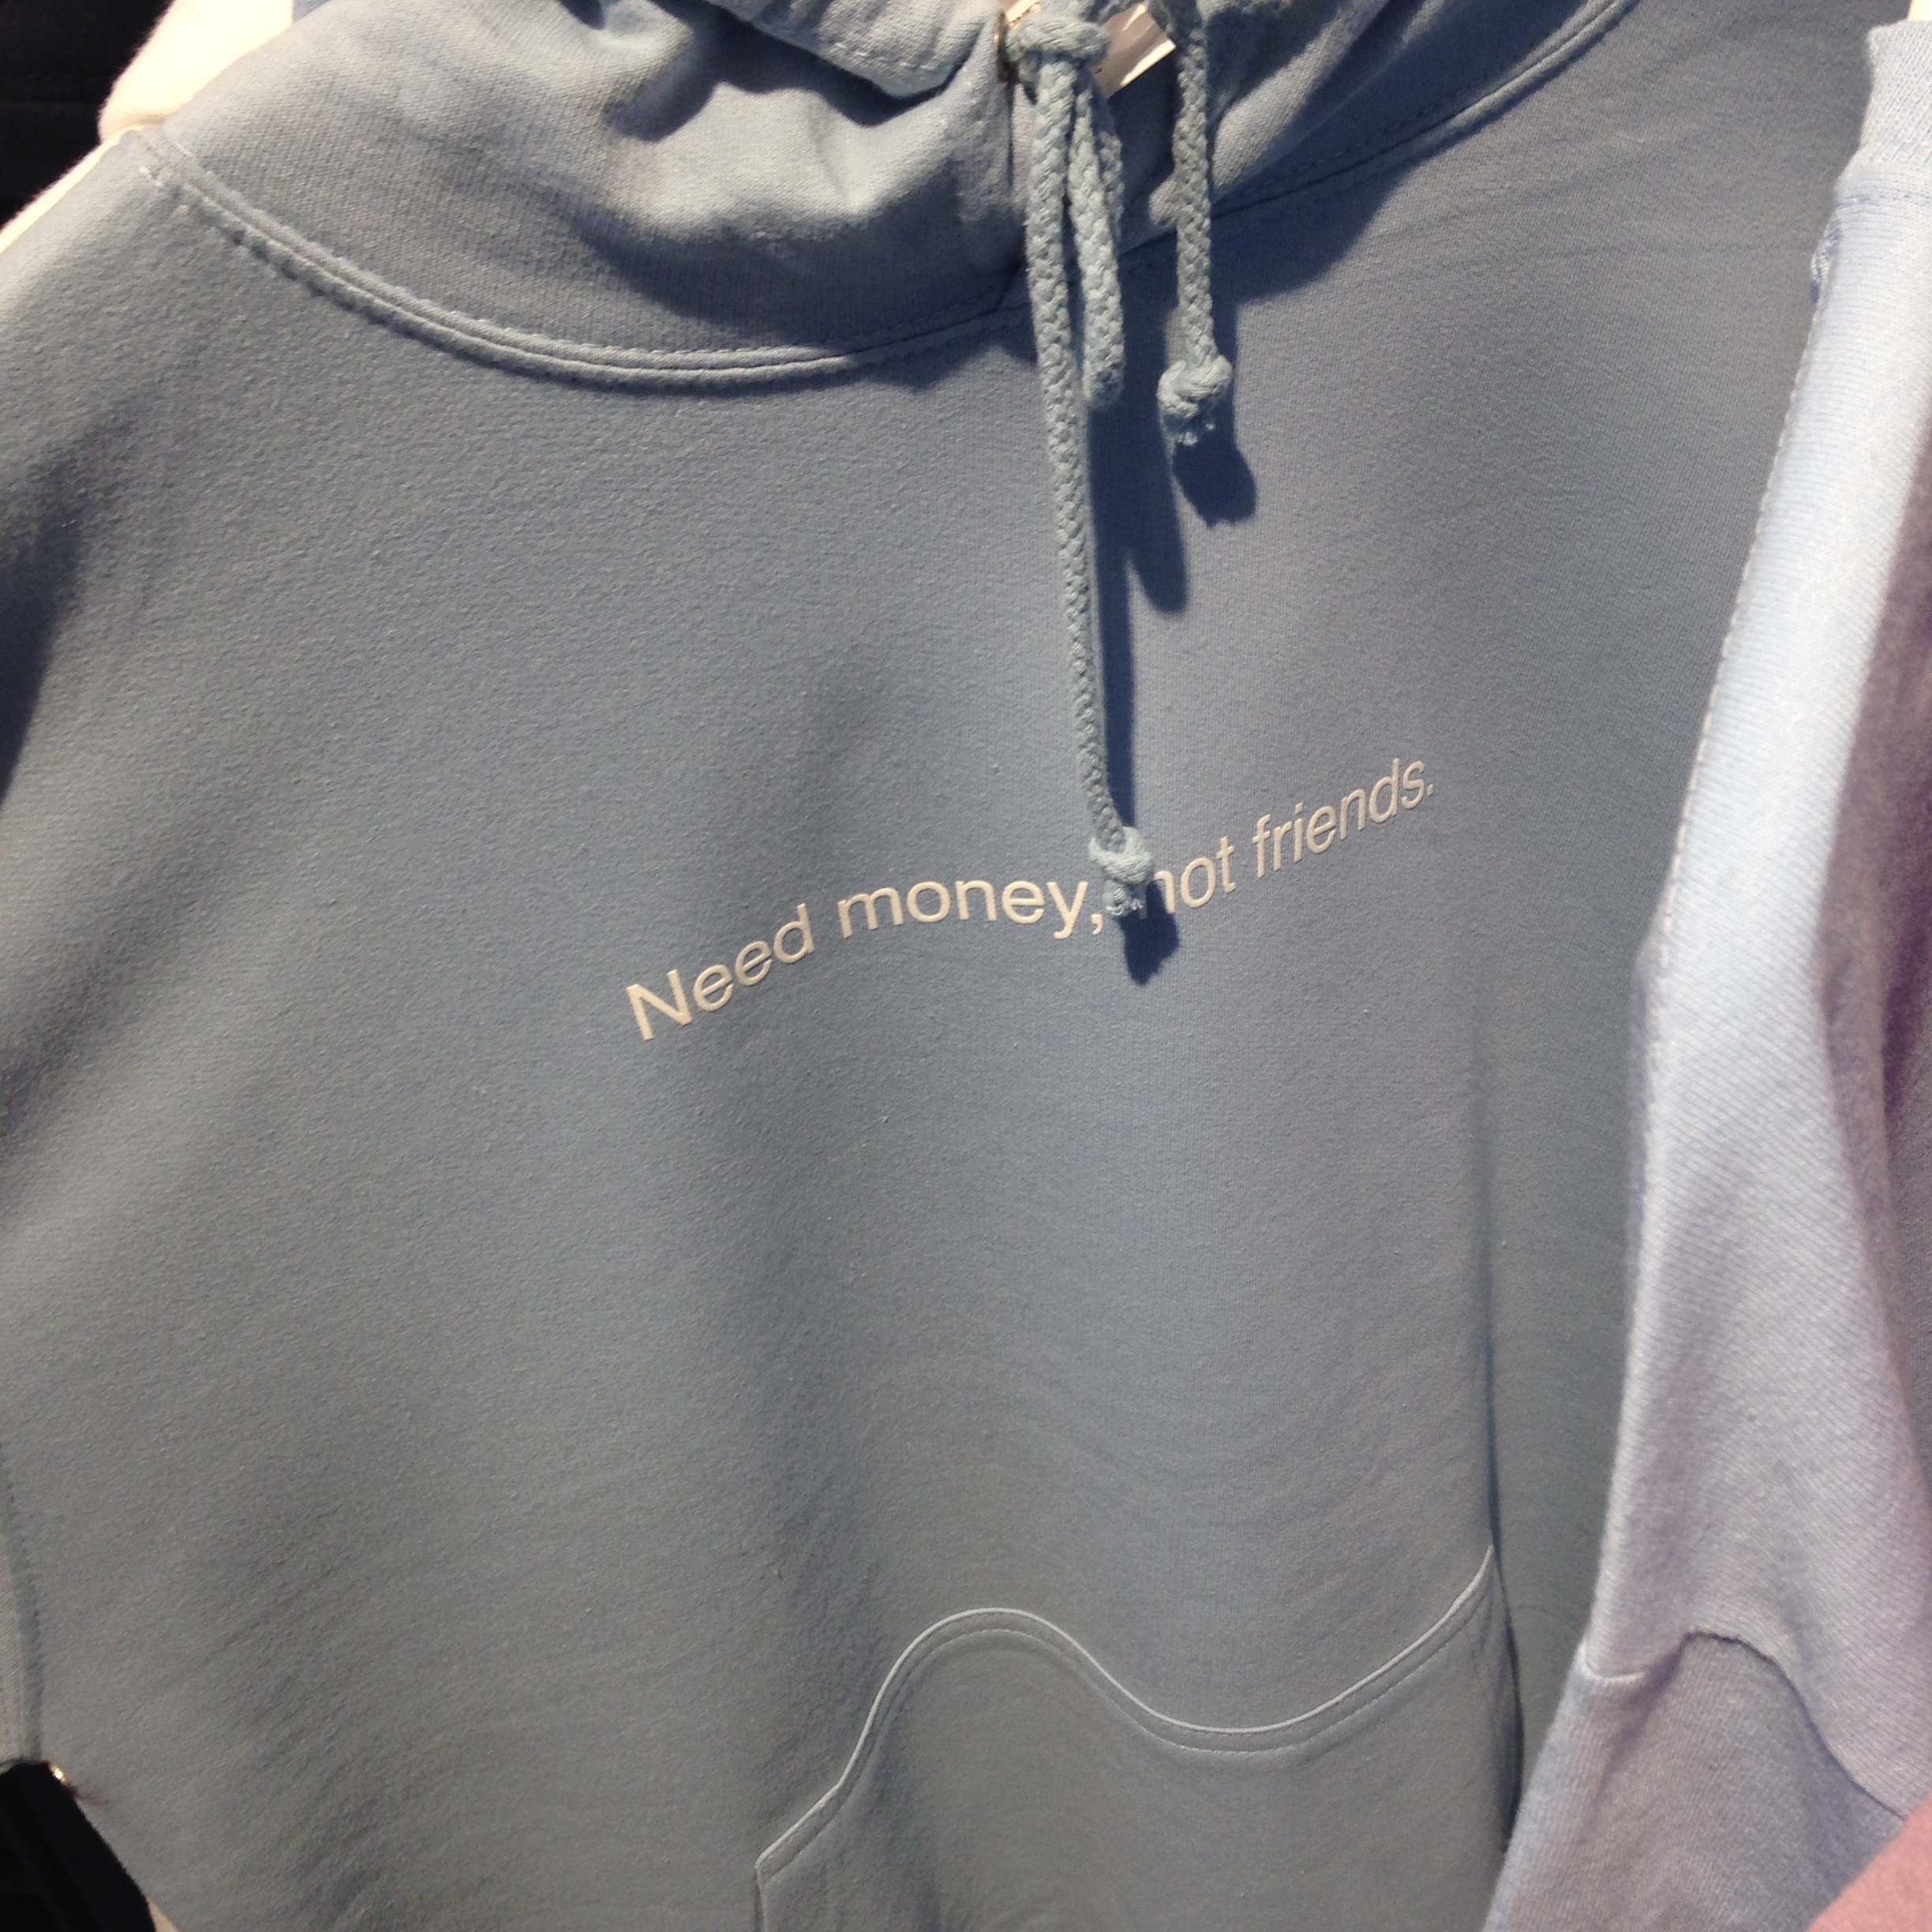 Need money, not friends.